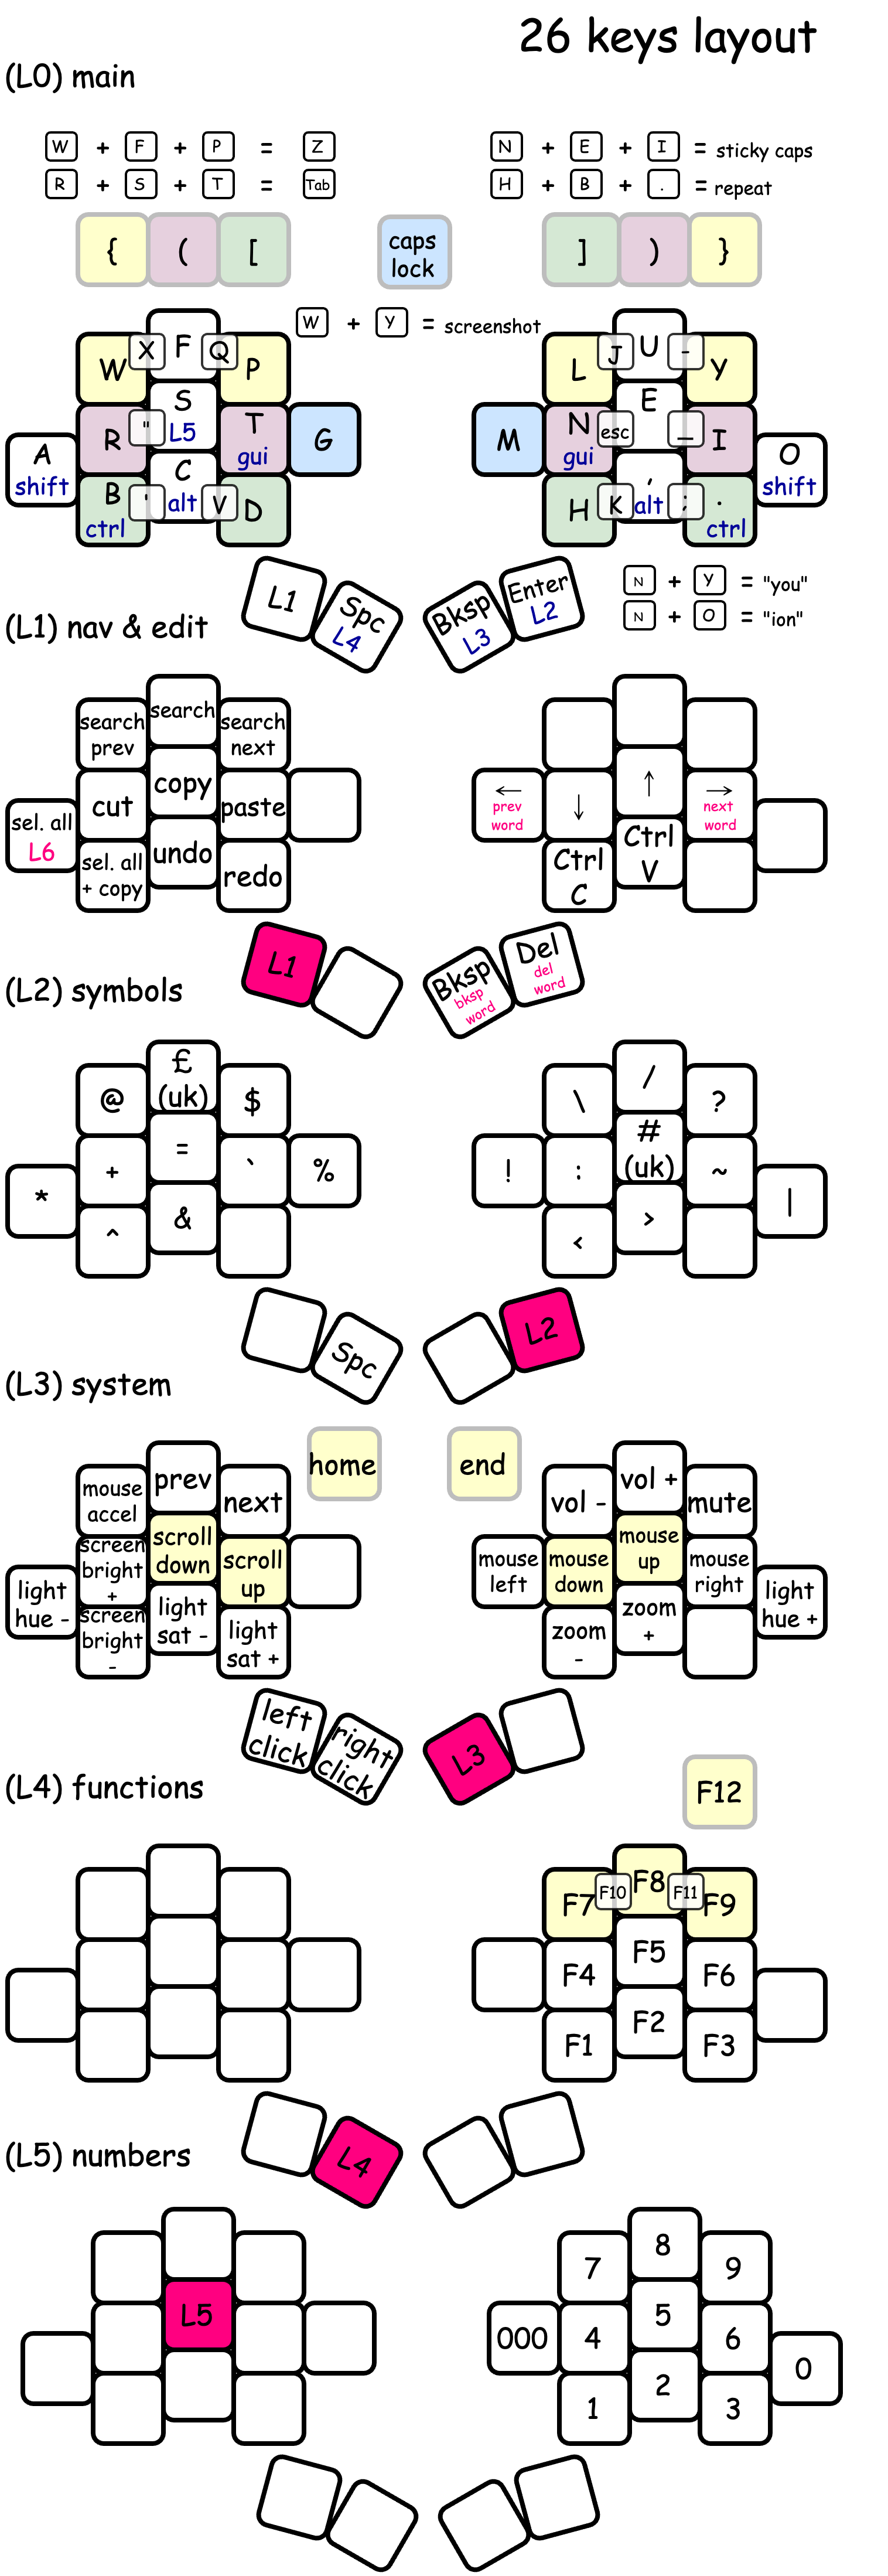 26 keys layout
(L0) main
W + F + P = Z
N + E + I = sticky caps
R + S + T = Tab
H + B + . = repeat
{ ( [
caps
lock
] ) }
W + Y = screenshot
W X F Q P
L J U - Y
A
shift
R " S
L5
T
gui
G
M
N
gui
esc E _ I
O
shift
B
ctrl
' C
alt
V D
H K ,
alt
; .
ctrl
L1
Spc
L4
Bksp
L3
Enter
L2
N + Y = "you"
N + O = "ion"
(L1) nav & edit
search
prev
search
search
next
sel. all
L6
cut
copy
paste
←
prev
word
↓
↑
→
next
word
sel. all
+ copy
undo
redo
Ctrl
C
Ctrl
V
L1
Bksp
bksp
word
Del
del
word
(L2) symbols
@
£
(uk)
$
\ / ?
* + = ` %
! :
#
(uk)
~ |
^ &
< >
Spc
L2
(L3) system
home
end
mouse
accel
prev
next
vol -
vol +
mute
light
hue -
screen
bright
+
scroll
down
scroll
up
mouse
left
mouse
down
mouse
up
mouse
right
light
hue +
screen
bright
-
light
sat -
light
sat +
zoom
-
zoom
+
left
click
right
click
L3
(L4) functions
F12
F7 F10 F8 F11 F9
F4 F5 F6
F1 F2 F3
L4
(L5) numbers
7 8 9
L5
000 4 5 6 0
1 2 3